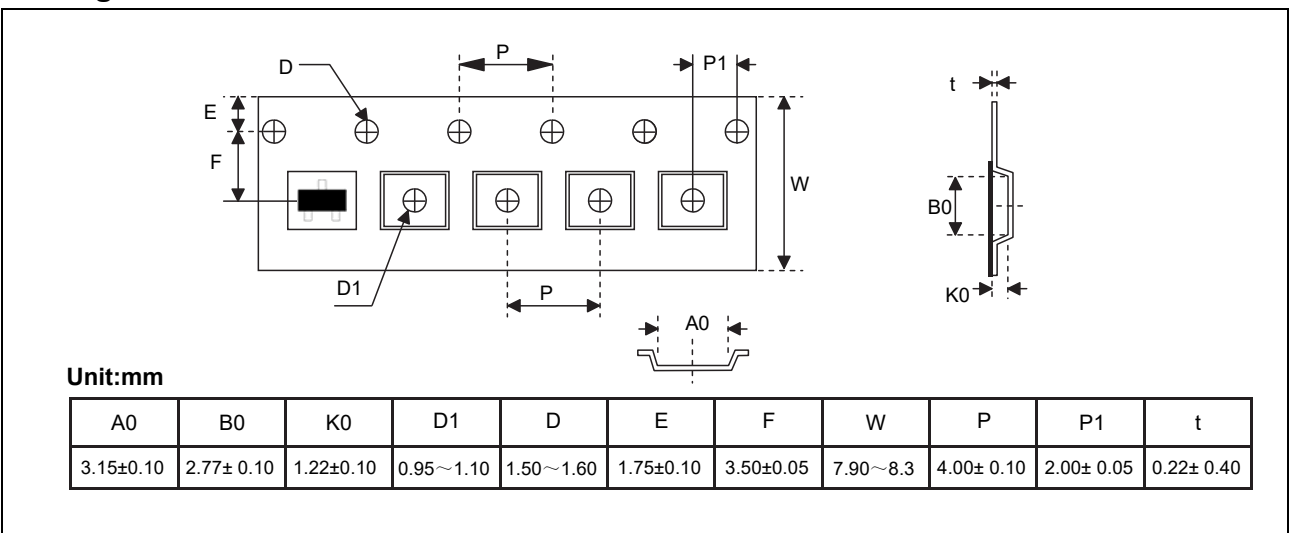 D
P
P1
t
E
F
W
B0
D1
P
K0
A0
Unit:mm
A0 B0 K0 D1 D E F W P P1 t
3.15±0.10 2.77± 0.10 1.22±0.10 0.95～1.10 1.50～1.60 1.75±0.10 3.50±0.05 7.90～8.3 4.00± 0.10 2.00± 0.05 0.22± 0.40